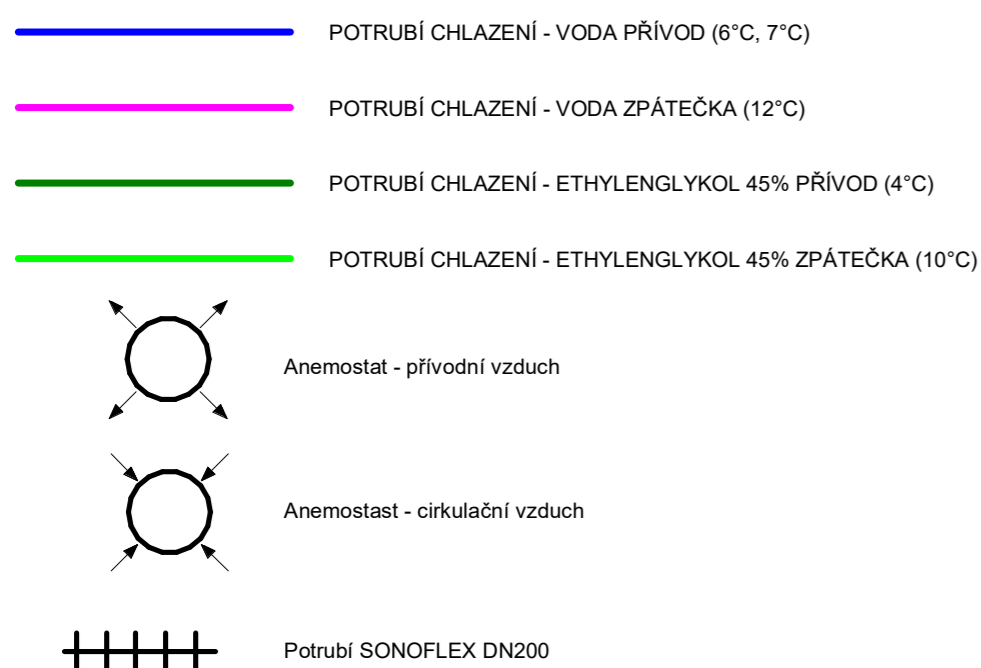 POTRUBÍ CHLAZENÍ - VODA PŘÍVOD (6°C, 7°C)
POTRUBÍ CHLAZENÍ - VODA ZPÁTEČKA (12°C)
POTRUBÍ CHLAZENÍ - ETHYLENGLYKOL 45% PŘÍVOD (4°C)
POTRUBÍ CHLAZENÍ - ETHYLENGLYKOL 45% ZPÁTEČKA (10°C)
Anemostat - přívodní vzduch
Anemostast - cirkulační vzduch
Potrubí SONOFLEX DN200